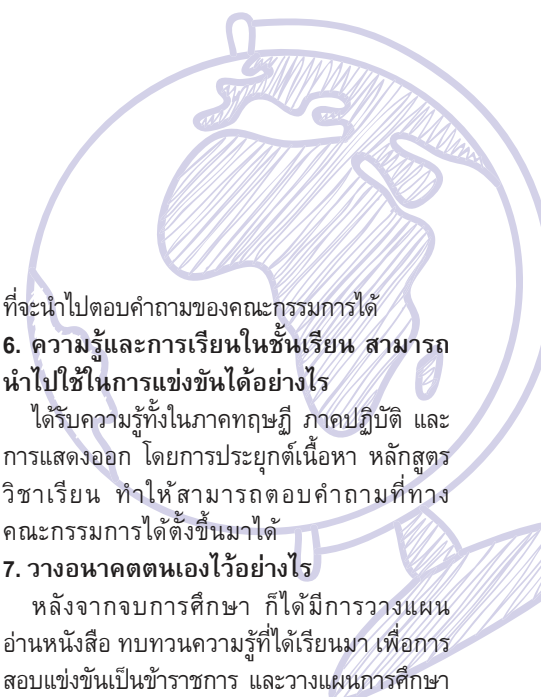 ที่จะนำไปตอบคำถามของคณะกรรมการได้
6. ความรู้และการเรียนในชั้นเรียน สามารถ
นำไปใช้ในการแข่งขันได้อย่างไร
ได้รับความรู้ทั้งในภาคทฤษฎี ภาคปฏิบัติ และ
การแสดงออก โดยการประยุกต์เนื้อหา หลักสูตร
วิชาเรียน ทำให้สามารถตอบคำถามที่ทาง
คณะกรรมการได้ตั้งขึ้นมาได้
7. วางอนาคตตนเองไว้อย่างไร
หลังจากจบการศึกษา ก็ได้มีการวางแผน
อ่านหนังสือ ทบทวนความรู้ที่ได้เรียนมา เพื่อการ
สอบแข่งขันเป็นข้าราชการ และวางแผนการศึกษา